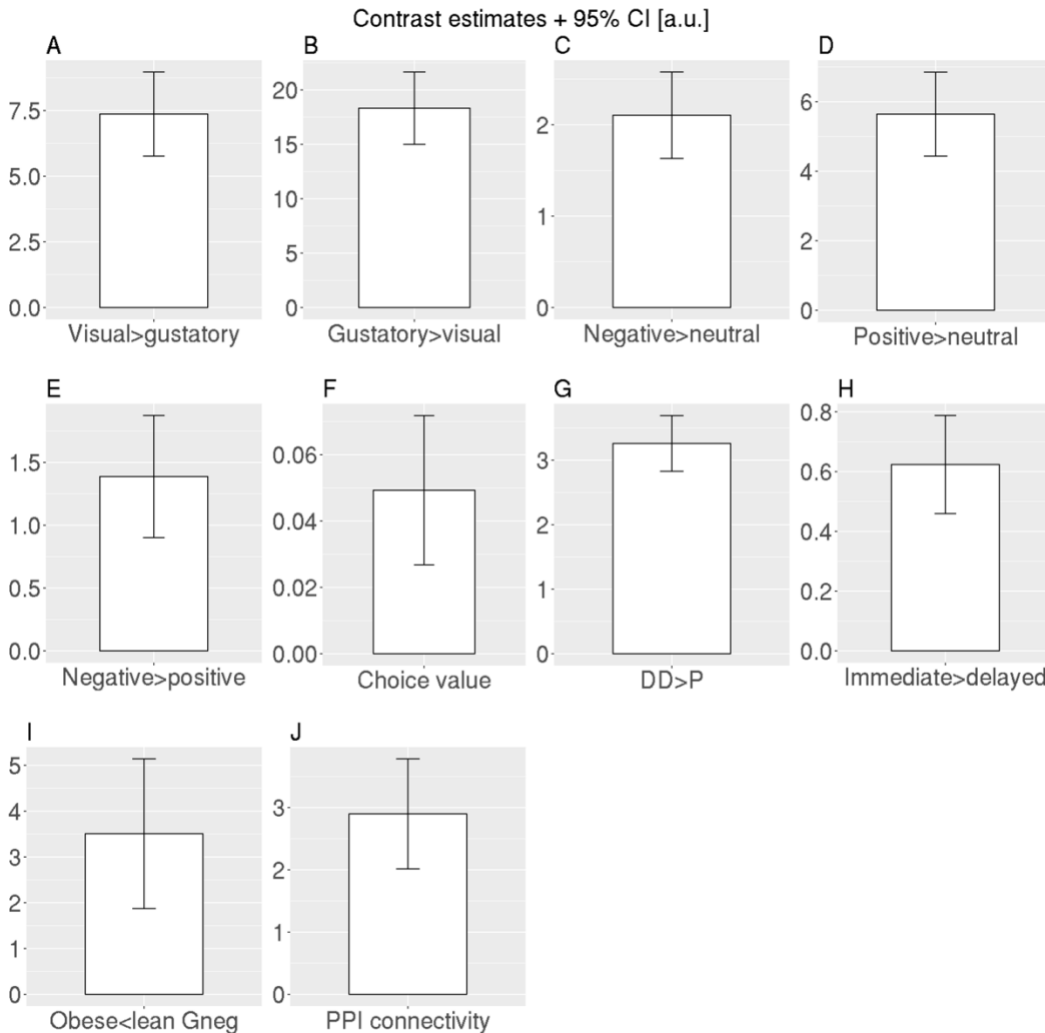 Contrast estimates + 95% CI [a.u.]
A
B
C
D
7.5
5.0
2.5
0.0
20
15
10
5
0
2
1
0
6
4
2
0
Visual>gustatory
Gustatory>visual
Negative>neutral
Positive>neutral
E
F
G
H
1.5
1.0
0.5
0.0
0.06
0.04
0.02
0.00
3
2
1
0
0.8
0.6
0.4
0.2
0.0
Negative>positive
Choice value
DD>P
Immediate>delayed
I
J
5
4
3
2
1
0
3
2
1
0
Obese<lean Gneg
PPI connectivity